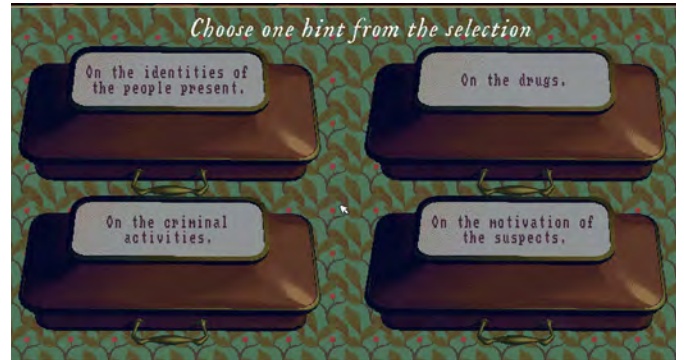 Choose one hint from the selection
On the identities of
the people present.
On the drugs.
On the criminal
activities.
On the motivation of
the suspects.